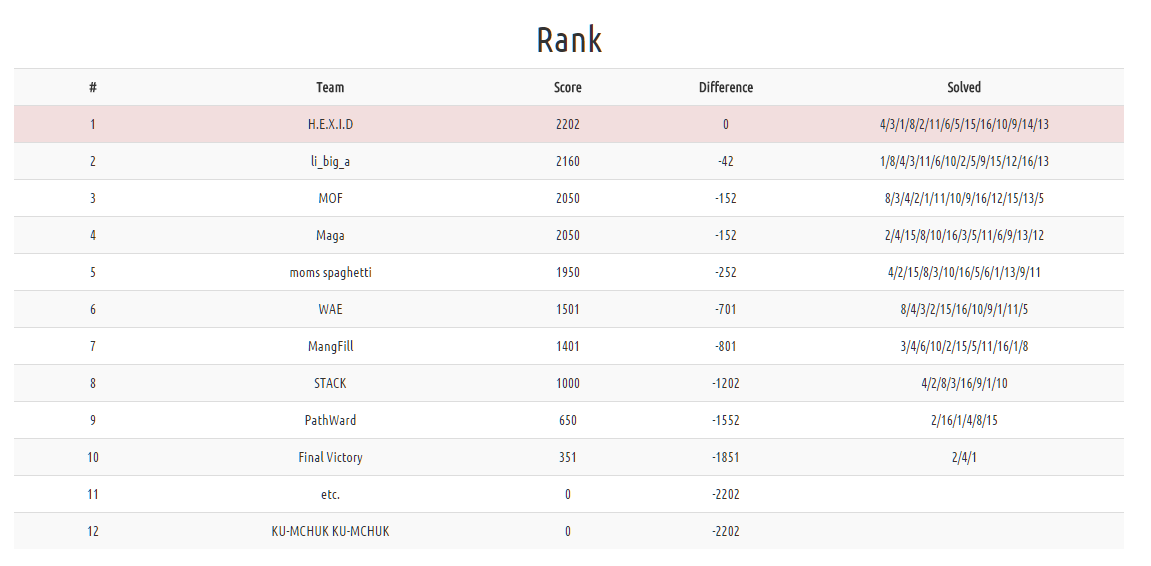 Rank
# Team Score Difference Solved
1 H.E.X.I.D 2202 0 4/3/1/8/2/11/6/5/15/16/10/9/14/13
2 li_big_a 2160 -42 1/8/4/3/11/6/10/2/5/9/15/12/16/13
3 MOF 2050 -152 8/3/4/2/1/11/10/9/16/12/15/13/5
4 Maga 2050 -152 2/4/15/8/10/16/3/5/11/6/9/13/12
5 moms spaghetti 1950 -252 4/2/15/8/3/10/16/5/6/1/13/9/11
6 WAE 1501 -701 8/4/3/2/15/16/10/9/1/11/5
7 MangFill 1401 -801 3/4/6/10/2/15/5/11/16/1/8
8 STACK 1000 -1202 4/2/8/3/16/9/1/10
9 PathWard 650 -1552 2/16/1/4/8/15
10 Final Victory 351 -1851 2/4/1
11 etc. 0 -2202
12 KU-MCHUK KU-MCHUK 0 -2202